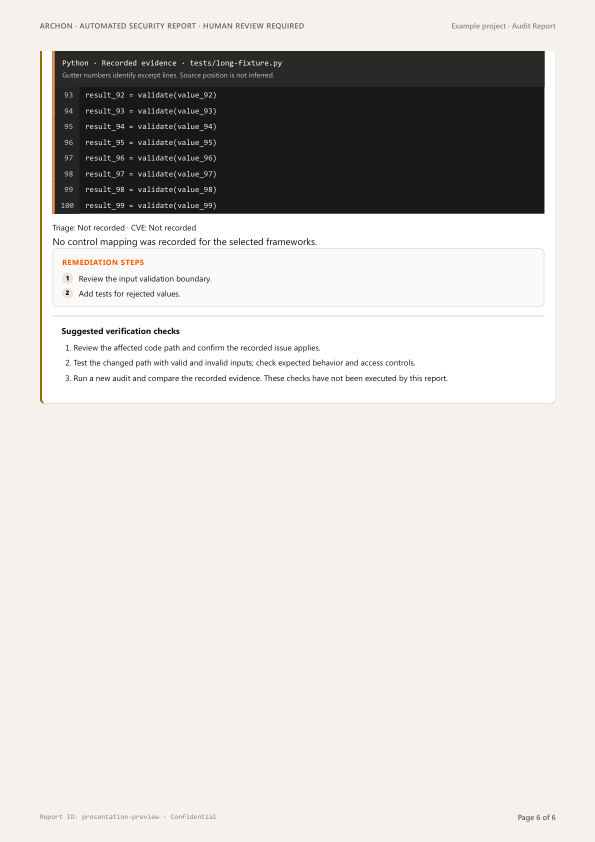 ARCHON · AUTOMATED SECURITY REPORT · HUMAN REVIEW REQUIRED
Example project · Audit Report
Python · Recorded evidence · tests/long-fixture.py
Gutter numbers identify excerpt lines. Source position is not inferred.
93 result_92 = validate(value_92)
94 result_93 = validate(value_93)
95 result_94 = validate(value_94)
96 result_95 = validate(value_95)
97 result_96 = validate(value_96)
98 result_97 = validate(value_97)
99 result_98 = validate(value_98)
100 result_99 = validate(value_99)
Triage: Not recorded · CVE: Not recorded
No control mapping was recorded for the selected frameworks.
REMEDIATION STEPS
1 Review the input validation boundary.
2 Add tests for rejected values.
Suggested verification checks
1. Review the affected code path and confirm the recorded issue applies.
2. Test the changed path with valid and invalid inputs; check expected behavior and access controls.
3. Run a new audit and compare the recorded evidence. These checks have not been executed by this report.
Report ID: presentation-preview · Confidential
Page 6 of 6